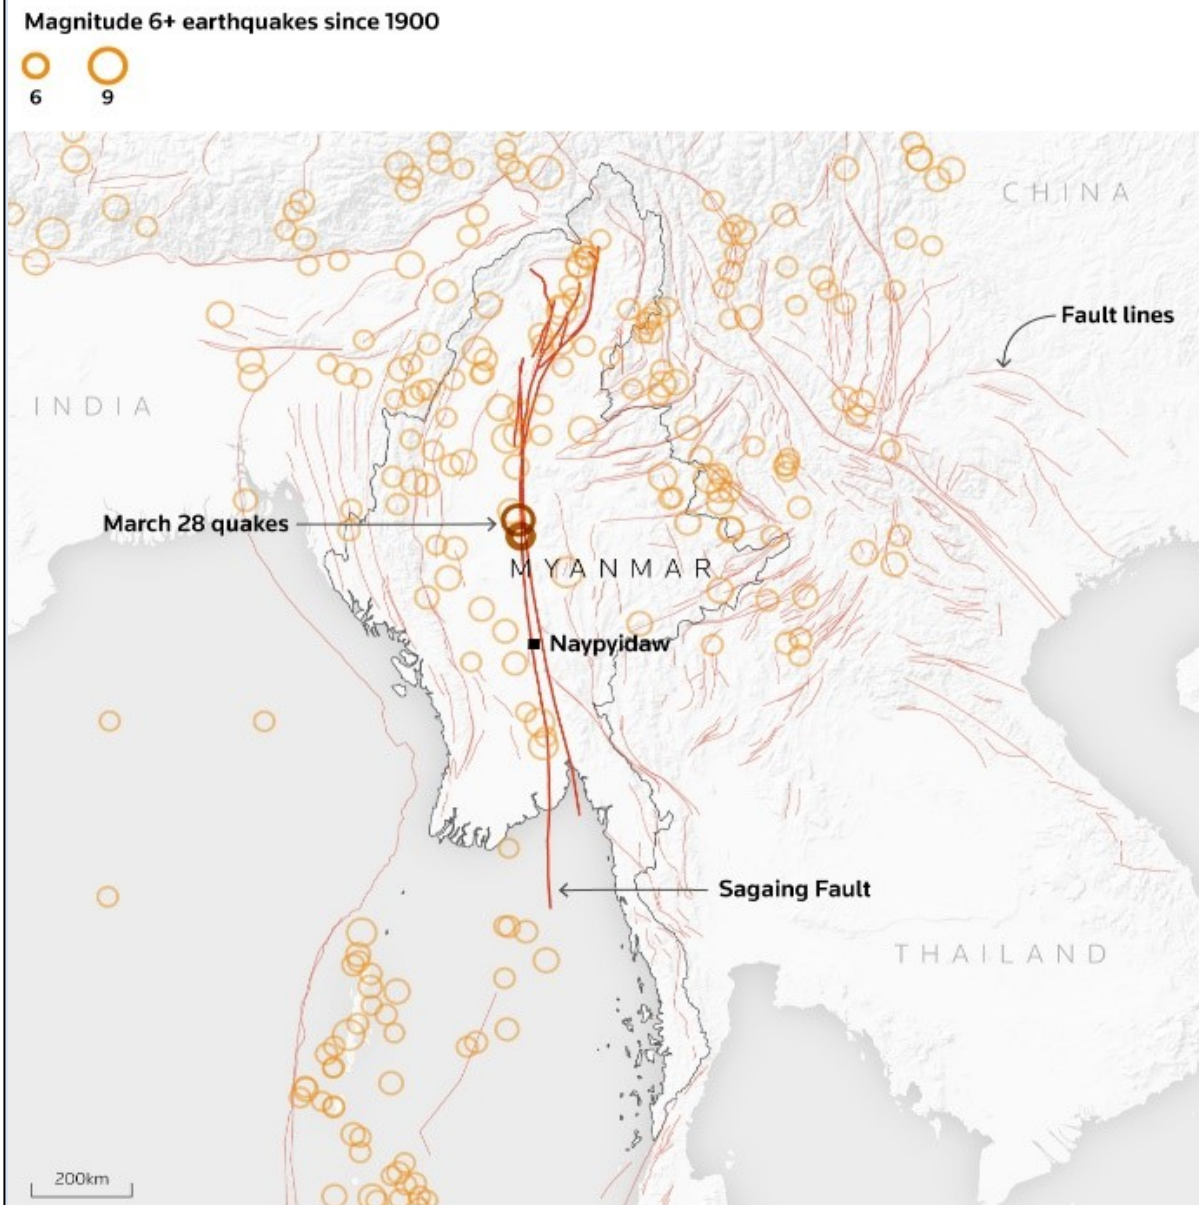 Magnitude 6+ earthquakes since 1900
6 9
CHINA
Fault lines
INDIA
March 28 quakes
MYANMAR
Naypyidaw
Sagaing Fault
THAILAND
200km